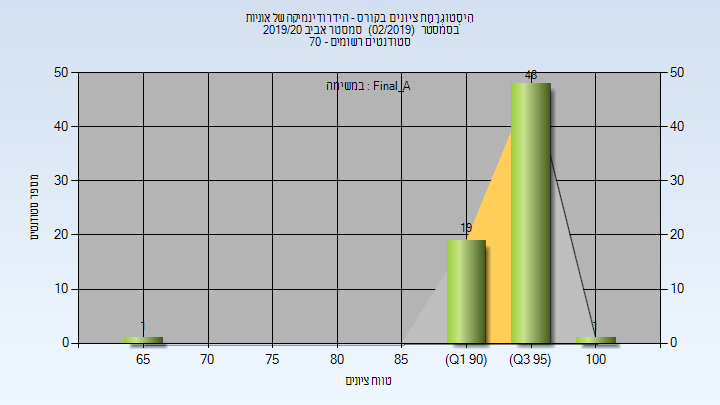 היסטוגרמת ציונים בקורס - הידרודינמיקה של אוניות
בסמסטר (02/2019) סמסטר אביב 2019/20
סטודנטים רשומים - 70
במשימה : Final_A
50
40
30
20
10
0
מספר סטודנטים
50
40
30
20
10
0
1
19
48
1
65
70
75
80
85
(Q1 90)
(Q3 95)
100
טווח ציונים